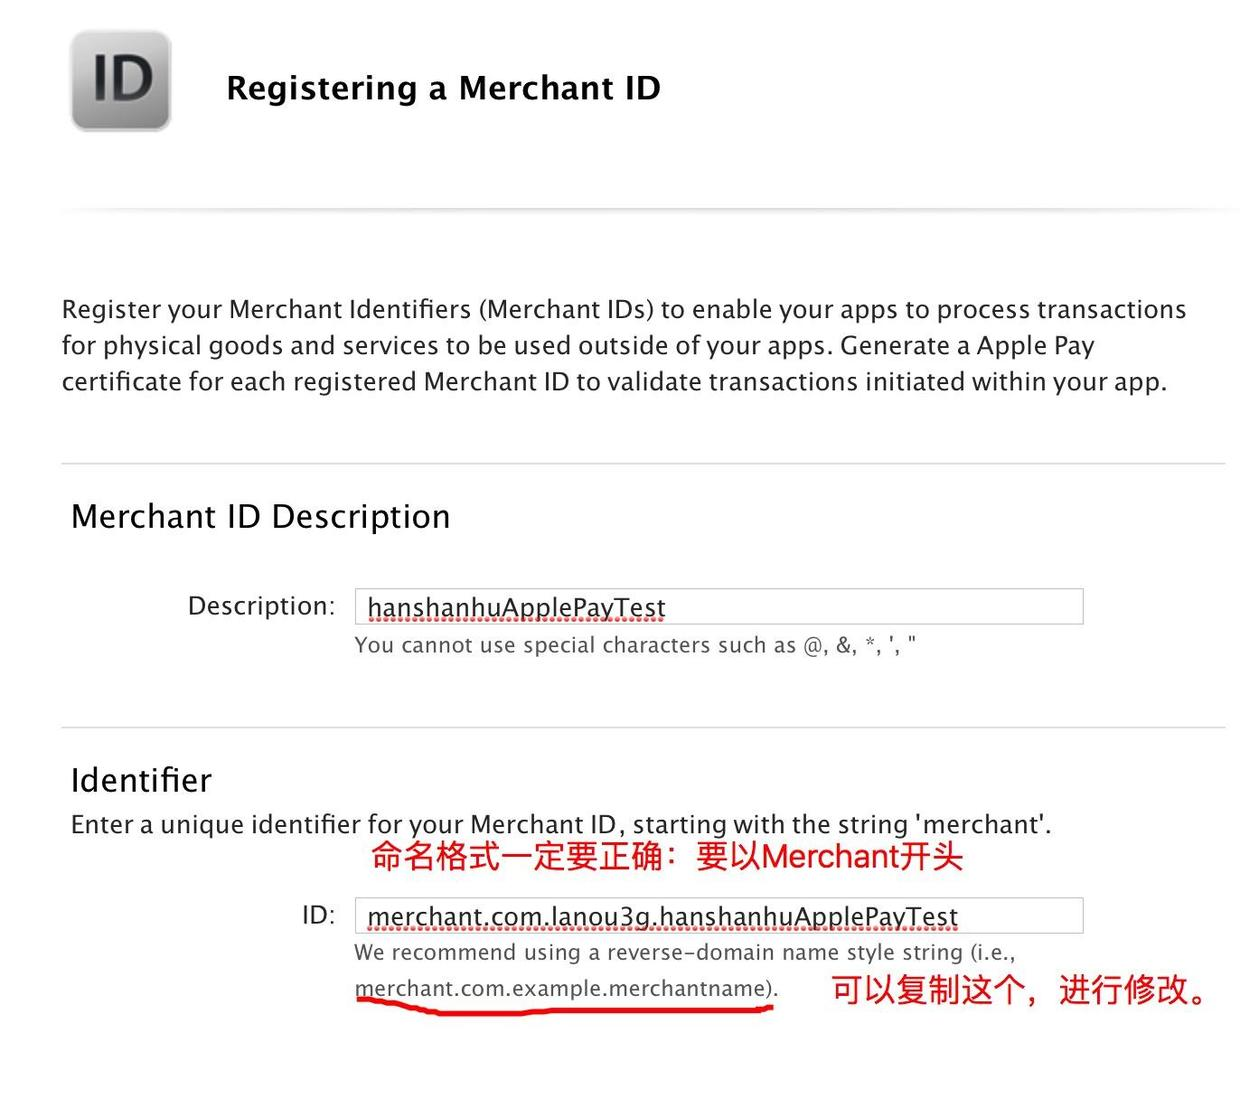 ID
Registering a Merchant ID
Register your Merchant Identifiers (Merchant IDs) to enable your apps to process transactions
for physical goods and services to be used outside of your apps. Generate a Apple Pay
certificate for each registered Merchant ID to validate transactions initiated within your app.
Merchant ID Description
Description: hanshanhuApplePayTest
You cannot use special characters such as @, &, *, ', "
Identifier
Enter a unique identifier for your Merchant ID, starting with the string 'merchant'.
命名格式一定要正确：要以Merchant开头
ID: merchant.com.lanou3g.hanshanhuApplePayTest
We recommend using a reverse-domain name style string (i.e.,
merchant.com.example.merchantname). 可以复制这个，进行修改。